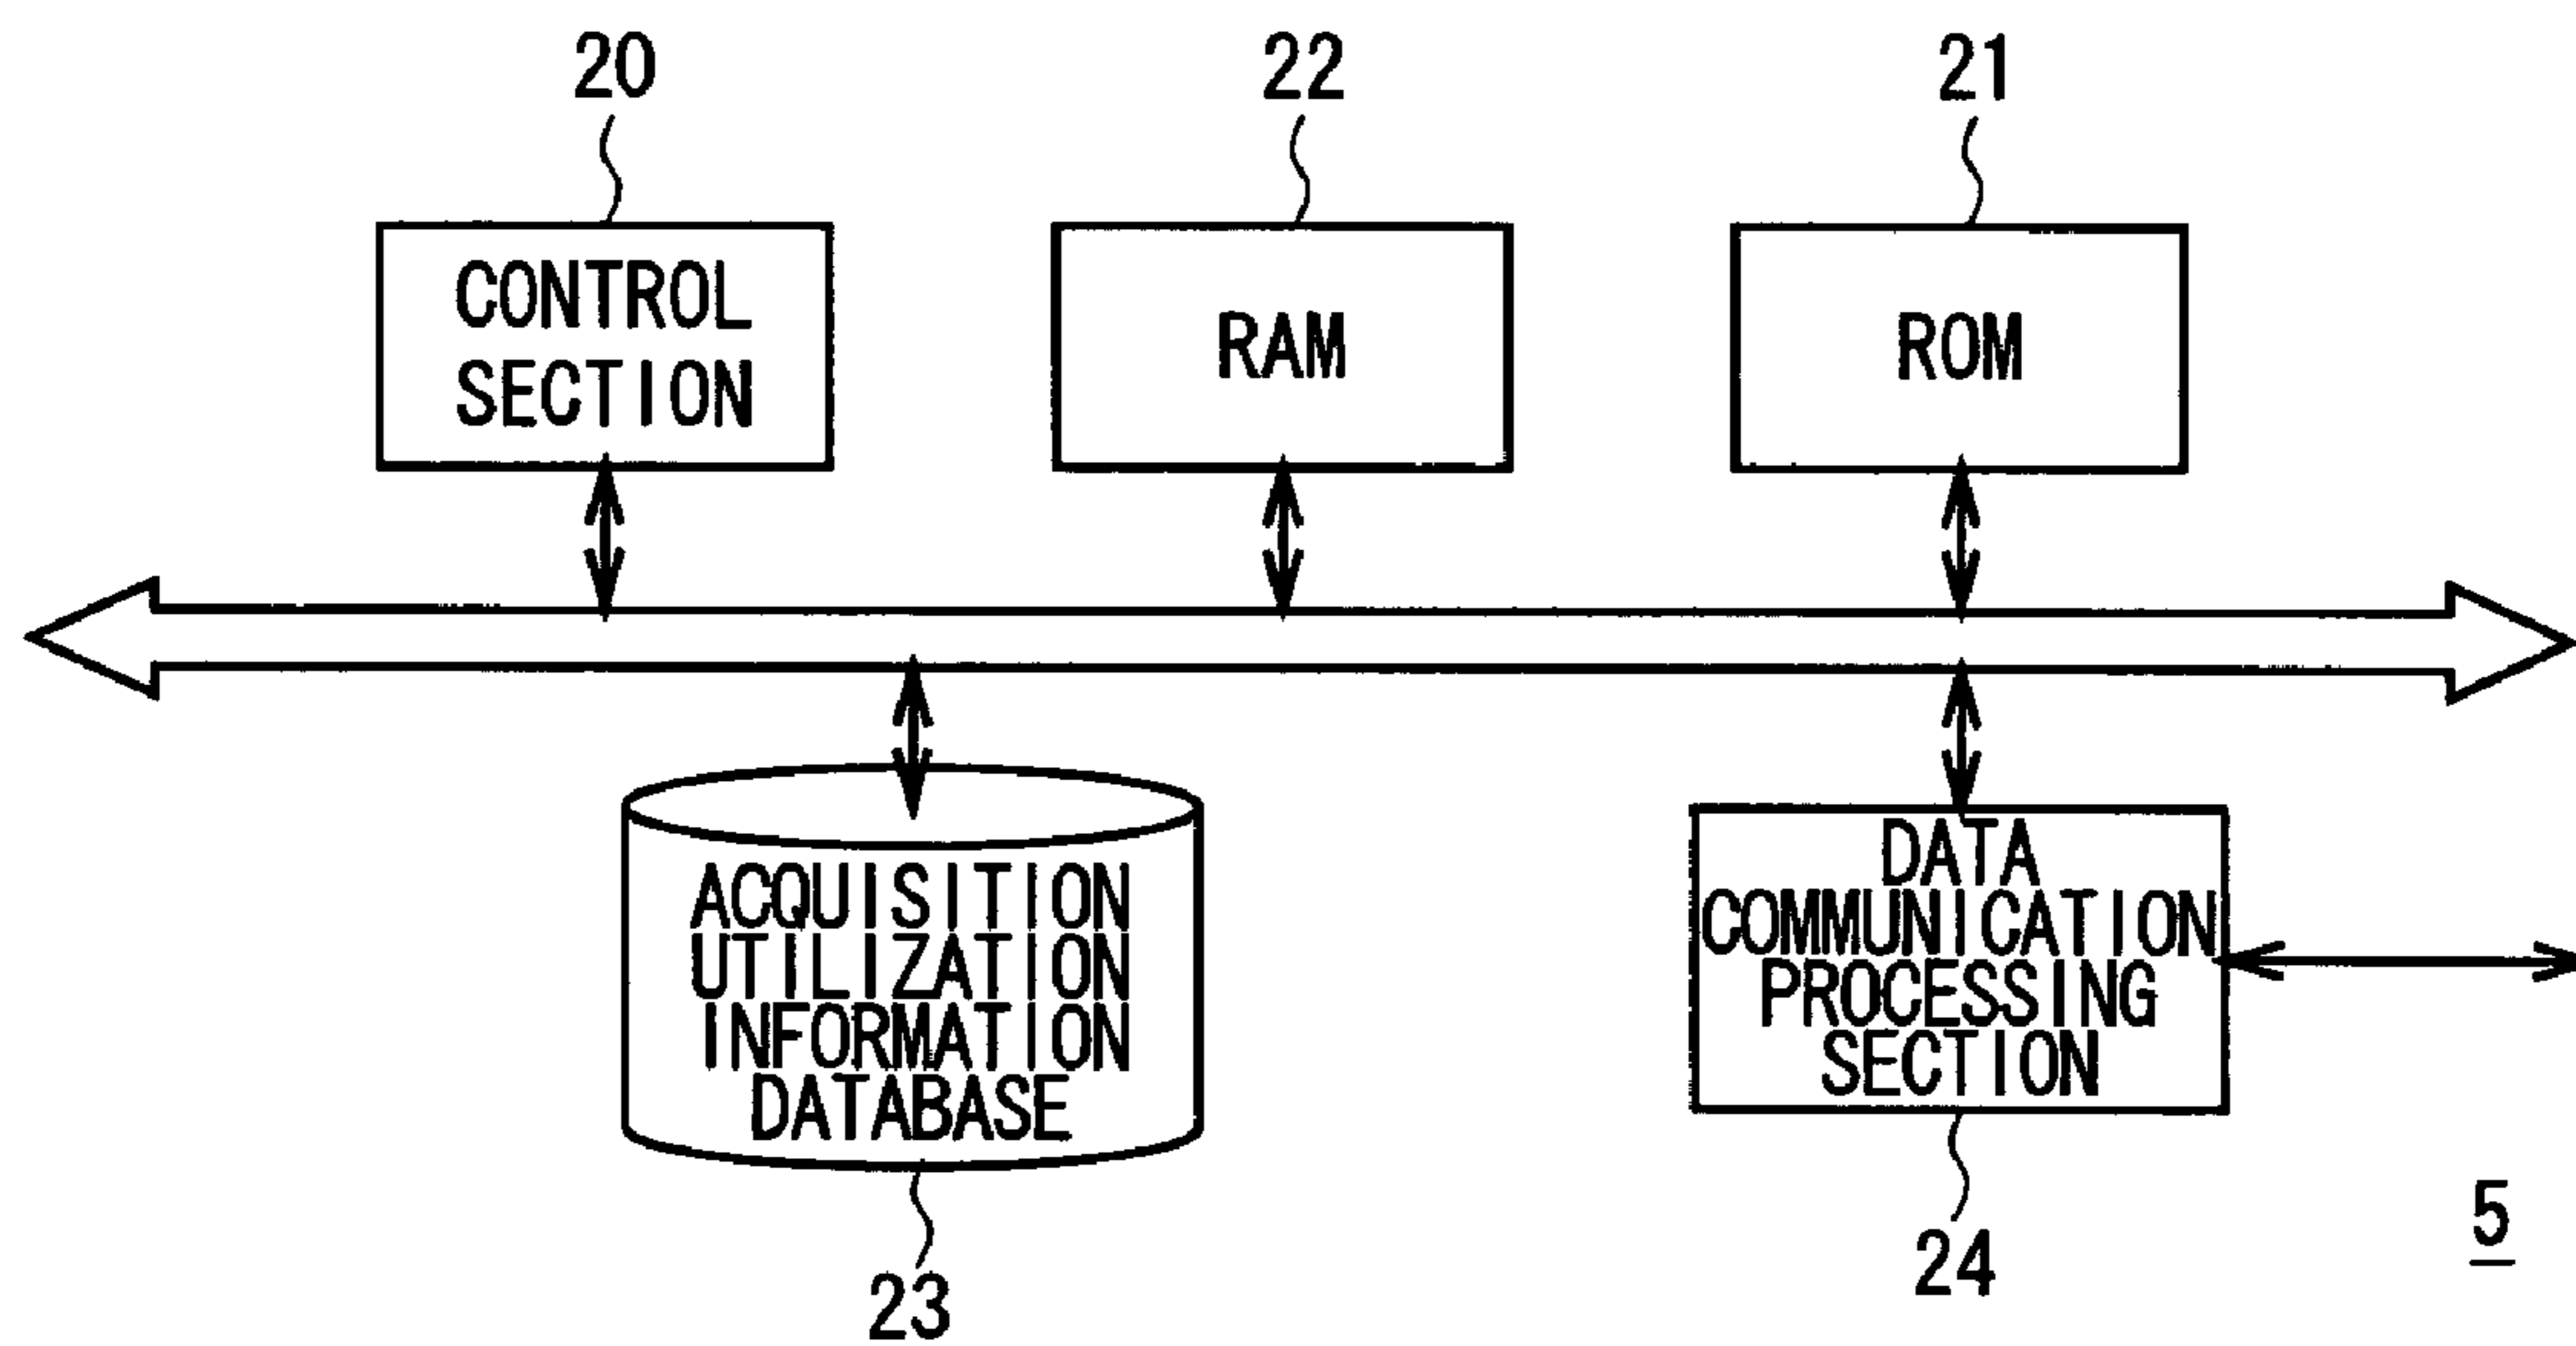 20
22
21
CONTROL
SECTION
RAM
ROM
ACQUISITION
UTILIZATION
INFORMATION
DATABASE
DATA
COMMUNICATION
PROCESSING
SECTION
23
24
5